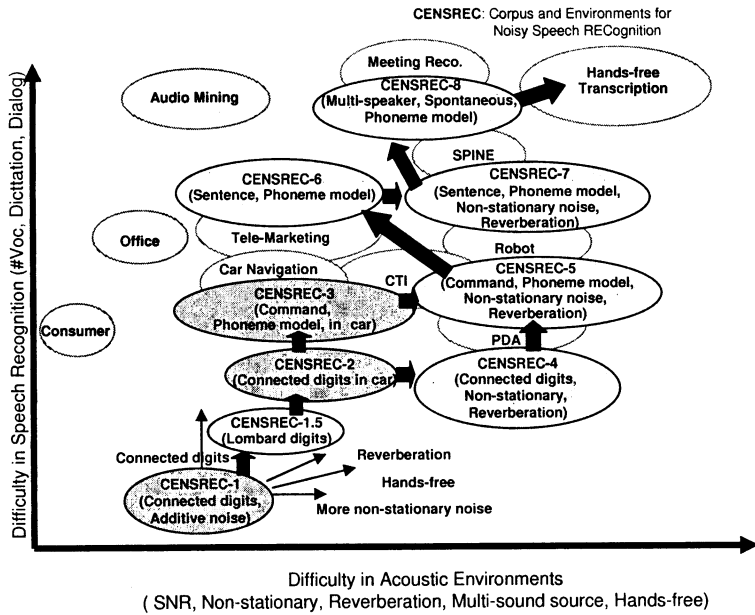 CENSREC: Corpus and Environments for
Noisy Speech RECognition
Meeting Reco.
CENSREC-8
(Multi-speaker, Spontaneous,
Phoneme model)
Hands-free
Transcription
Audio Mining
SPINE
CENSREC-6
(Sentence, Phoneme model)
CENSREC-7
(Sentence, Phoneme model,
Non-stationary noise,
Reverberation)
Office
Tele-Marketing
Robot
Car Navigation
CTI
CENSREC-5
(Command, Phoneme model,
Non-stationary noise,
Reverberation)
CENSREC-3
(Command,
Phoneme model, in car)
Consumer
PDA
CENSREC-2
(Connected digits in car)
CENSREC-4
(Connected digits,
Non-stationary,
Reverberation)
CENSREC-1.5
(Lombard digits)
Connected digits
Reverberation
CENSREC-1
(Connected digits,
Additive noise)
Hands-free
More non-stationary noise
Difficulty in Speech Recognition (#Voc, Dicttation, Dialog)
Difficulty in Acoustic Environments
( SNR, Non-stationary, Reverberation, Multi-sound source, Hands-free)